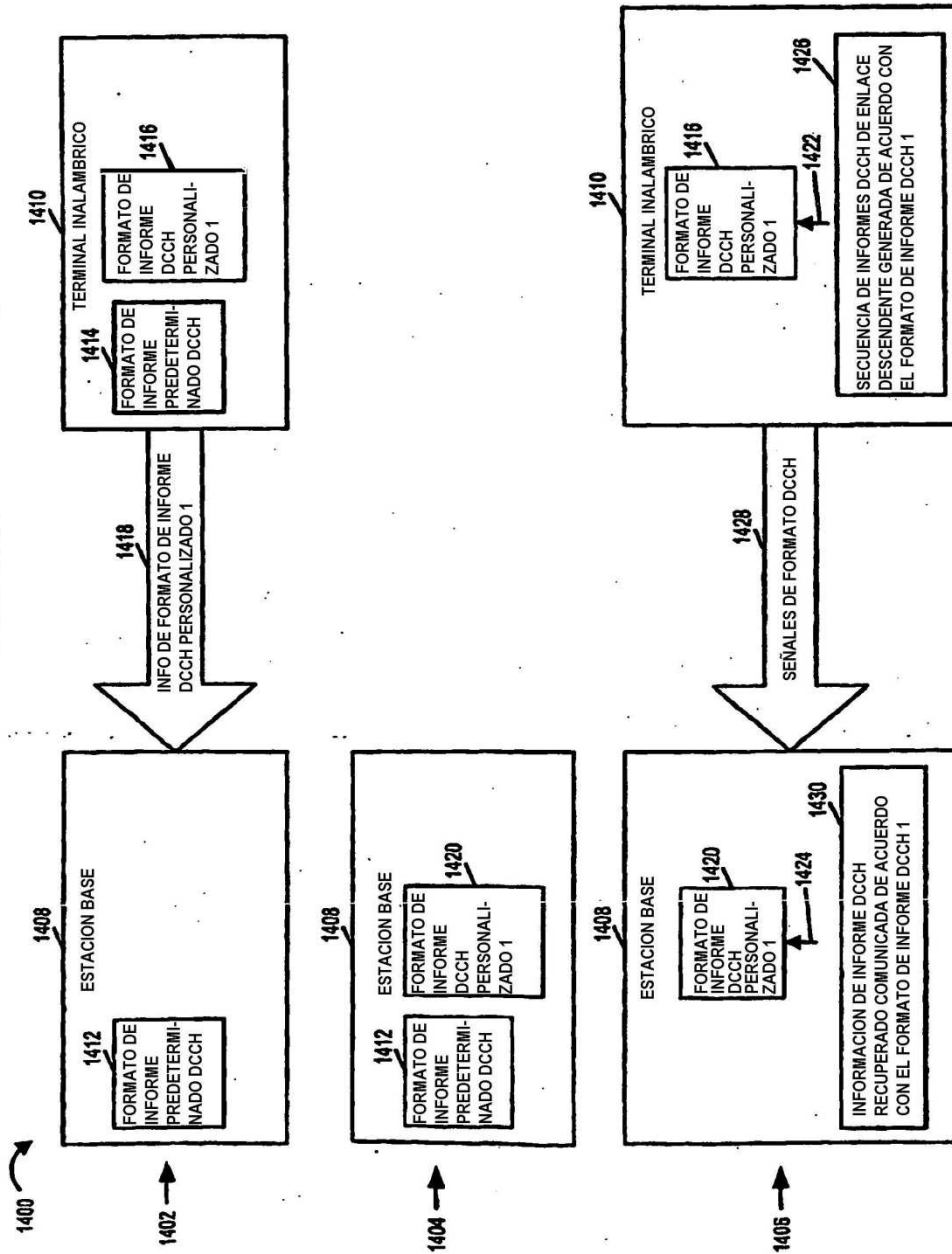 1400
1402
1408
ESTACION BASE
1412
FORMATO DE
INFORME
PREDETERMI-
NADO DCCH
1418
INFO DE FORMATO DE INFORME
DCCH PERSONALIZADO 1
1410
TERMINAL INALAMBRICO
1414
FORMATO DE
INFORME
PREDETERMI-
NADO DCCH
1416
FORMATO DE
INFORME
DCCH
PERSONALI-
ZADO 1
1404
1408
ESTACION BASE
1412
FORMATO DE
INFORME
PREDETERMI-
NADO DCCH
1420
FORMATO DE
INFORME
DCCH
PERSONALI-
ZADO 1
1406
1408
ESTACION BASE
1420
FORMATO DE
INFORME
DCCH
PERSONALI-
ZADO 1
1424
1430
INFORMACION DE INFORME DCCH
RECUPERADO COMUNICADA DE ACUERDO
CON EL FORMATO DE INFORME DCCH 1
1428
SEÑALES DE FORMATO DCCH
1410
TERMINAL INALAMBRICO
1416
FORMATO DE
INFORME
DCCH
PERSONALI-
ZADO 1
1422
1426
SECUENCIA DE INFORMES DCCH DE ENLACE
DESCENDENTE GENERADA DE ACUERDO CON
EL FORMATO DE INFORME DCCH 1